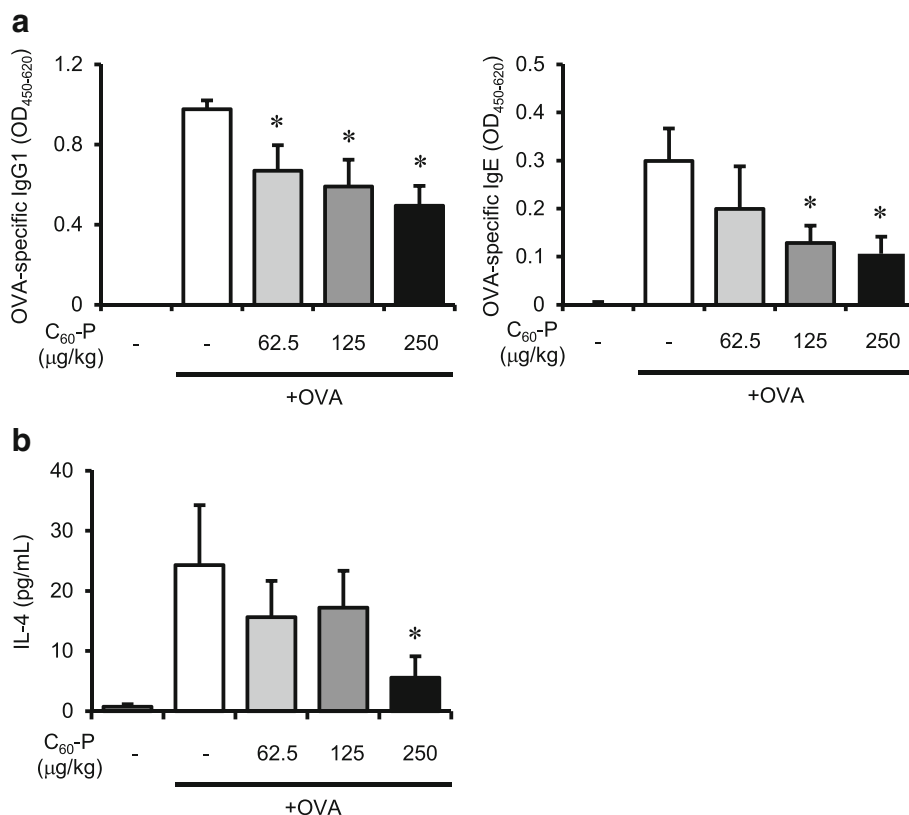 a
OVA-specific IgG1 (OD450-620)
1.2
0.8
0.4
0
* * *
C60-P
(μg/kg)
- - 62.5 125 250
+OVA
OVA-specific IgE (OD450-620)
0.5
0.4
0.3
0.2
0.1
0
* *
C60-P
(μg/kg)
- - 62.5 125 250
+OVA
b
IL-4 (pg/mL)
40
30
20
10
0
*
C60-P
(μg/kg)
- - 62.5 125 250
+OVA